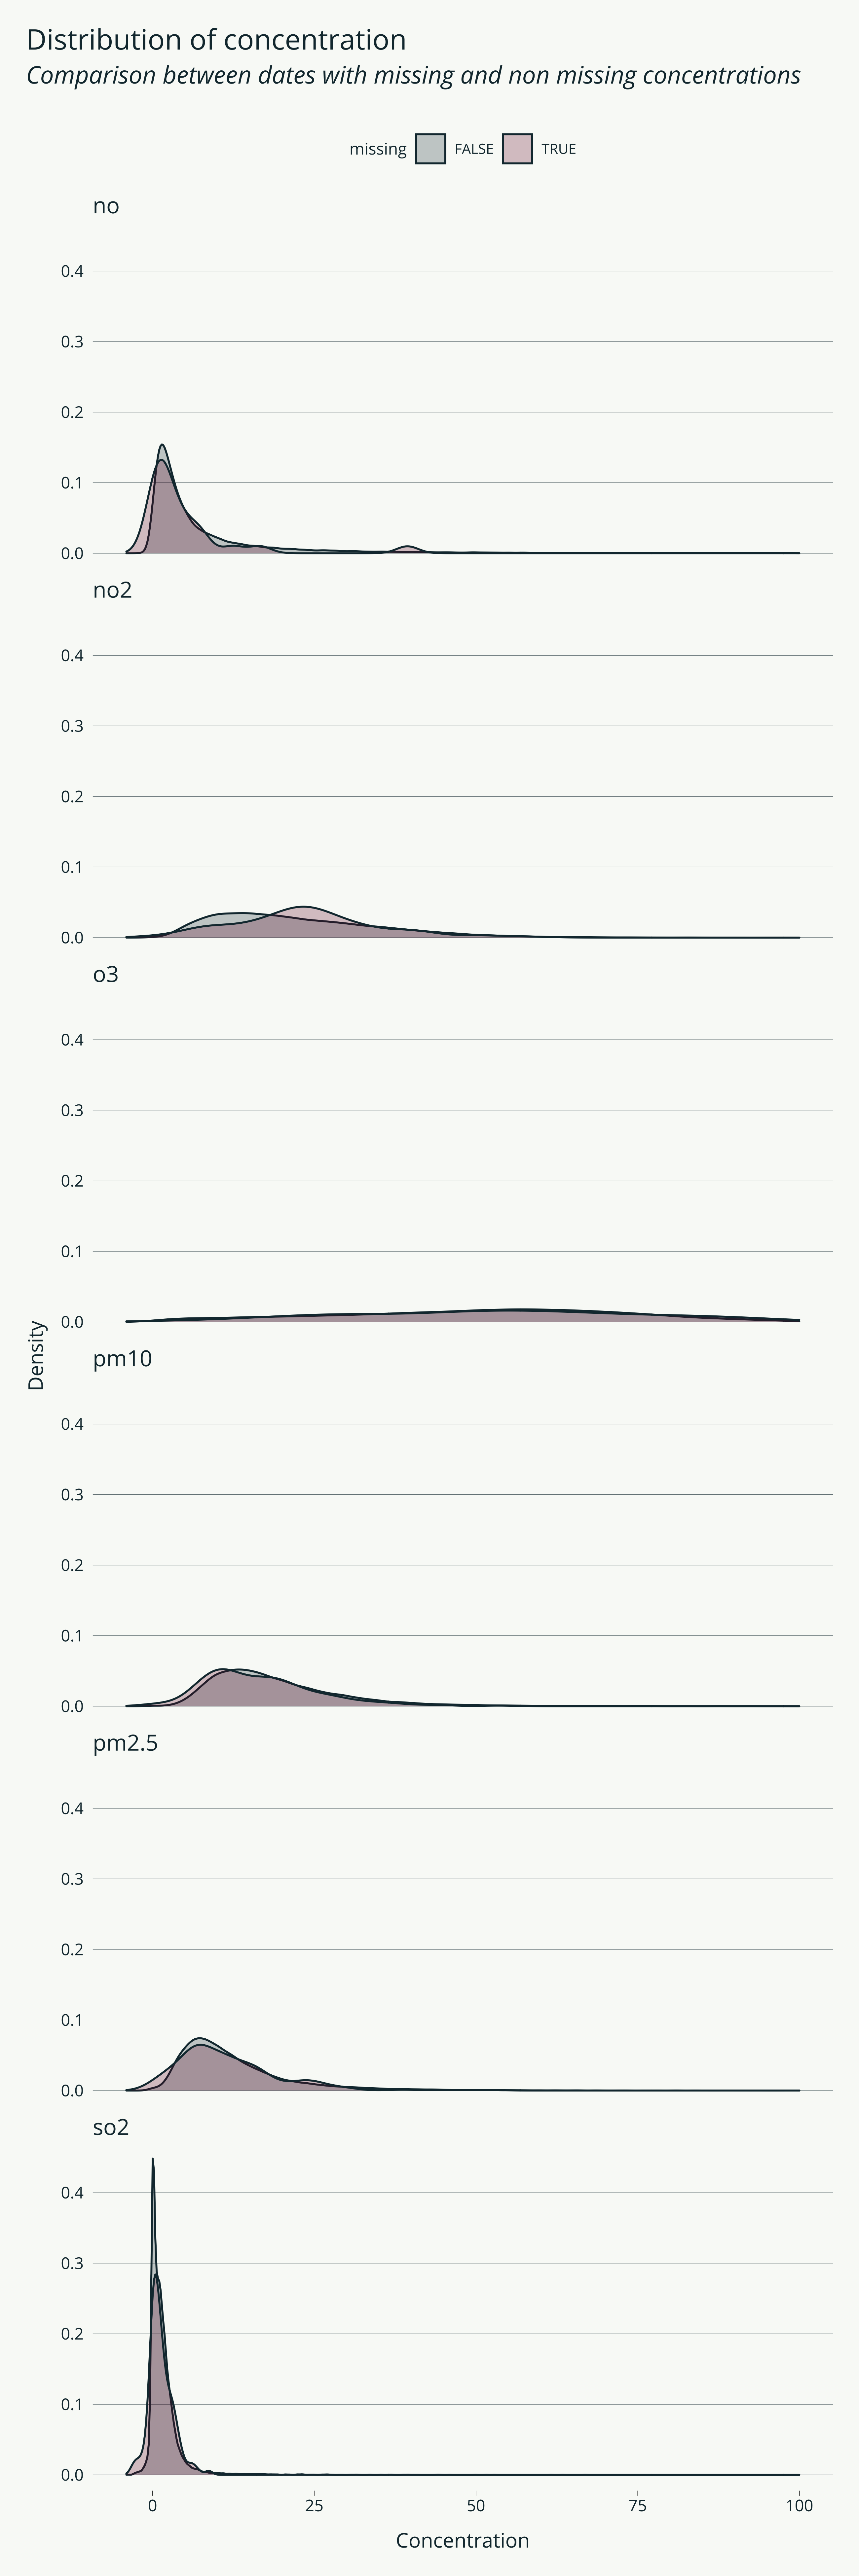 Distribution of concentration
Comparison between dates with missing and non missing concentrations
missing FALSE TRUE
no
0.4
0.3
0.2
0.1
0.0
no2
0.4
0.3
0.2
0.1
0.0
o3
0.4
0.3
0.2
0.1
0.0
Density
pm10
0.4
0.3
0.2
0.1
0.0
pm2.5
0.4
0.3
0.2
0.1
0.0
so2
0.4
0.3
0.2
0.1
0.0
0 25 50 75 100
Concentration